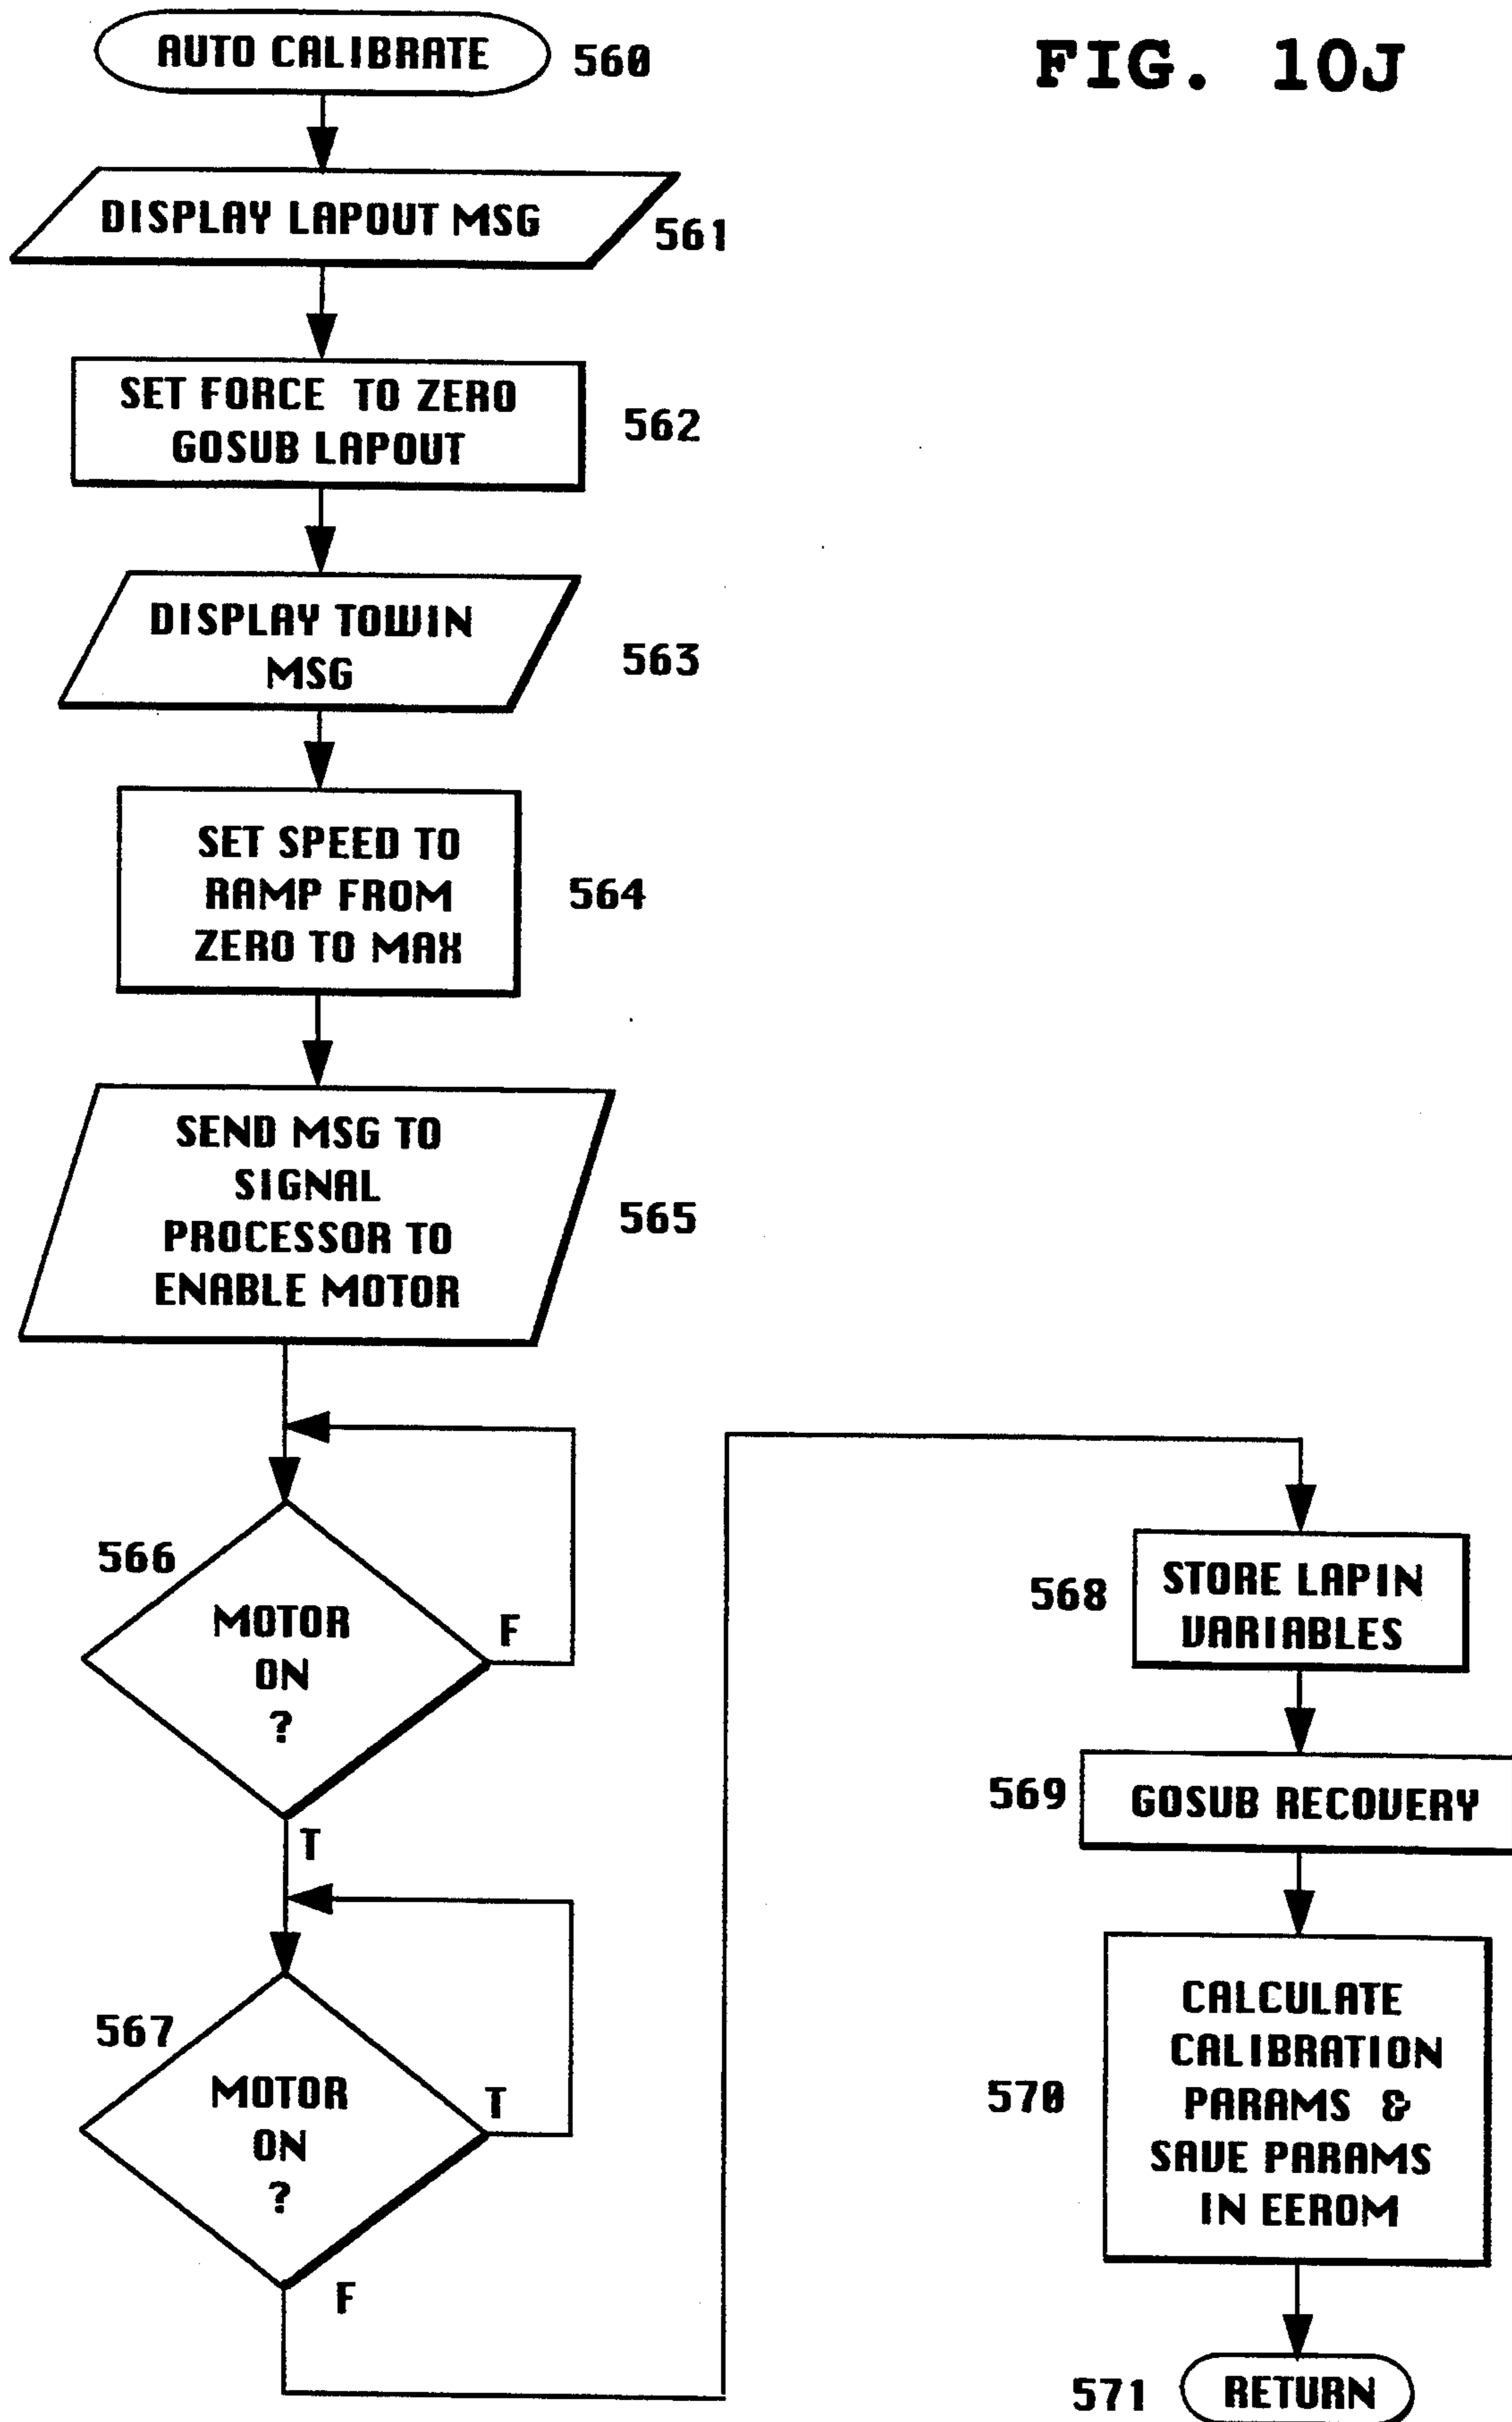 FIG. 10J
AUTO CALIBRATE
560
DISPLAY LAPOUT MSG
561
SET FORCE TO ZERO
GOSUB LAPOUT
562
DISPLAY TOWIN
MSG
563
SET SPEED TO
RAMP FROM
ZERO TO MAX
564
SEND MSG TO
SIGNAL
PROCESSOR TO
ENABLE MOTOR
565
566
MOTOR
ON
?
F
T
567
MOTOR
ON
?
T
F
568
STORE LAPIN
VARIABLES
569
GOSUB RECOVERY
570
CALCULATE
CALIBRATION
PARAMS &
SAVE PARAMS
IN EEROM
571
RETURN